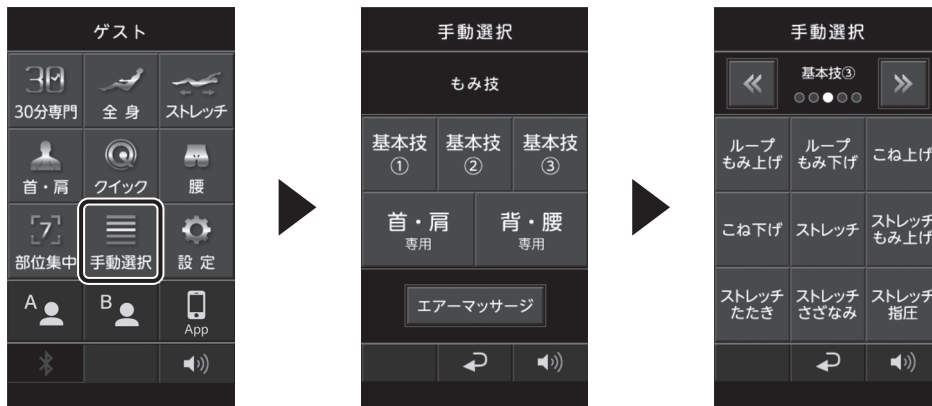 ゲスト
30
30分専門
全 身
ストレッチ
首・肩
クイック
腰
7
部位集中
手動選択
設 定
A
B
App
手動選択
もみ技
基本技
①
基本技
②
基本技
③
首・肩
専用
背・腰
専用
エアーマッサージ
手動選択
基本技③
ループ
もみ上げ
ループ
もみ下げ
こね上げ
こね下げ
ストレッチ
ストレッチ
もみ上げ
ストレッチ
たたき
ストレッチ
さざなみ
ストレッチ
指圧